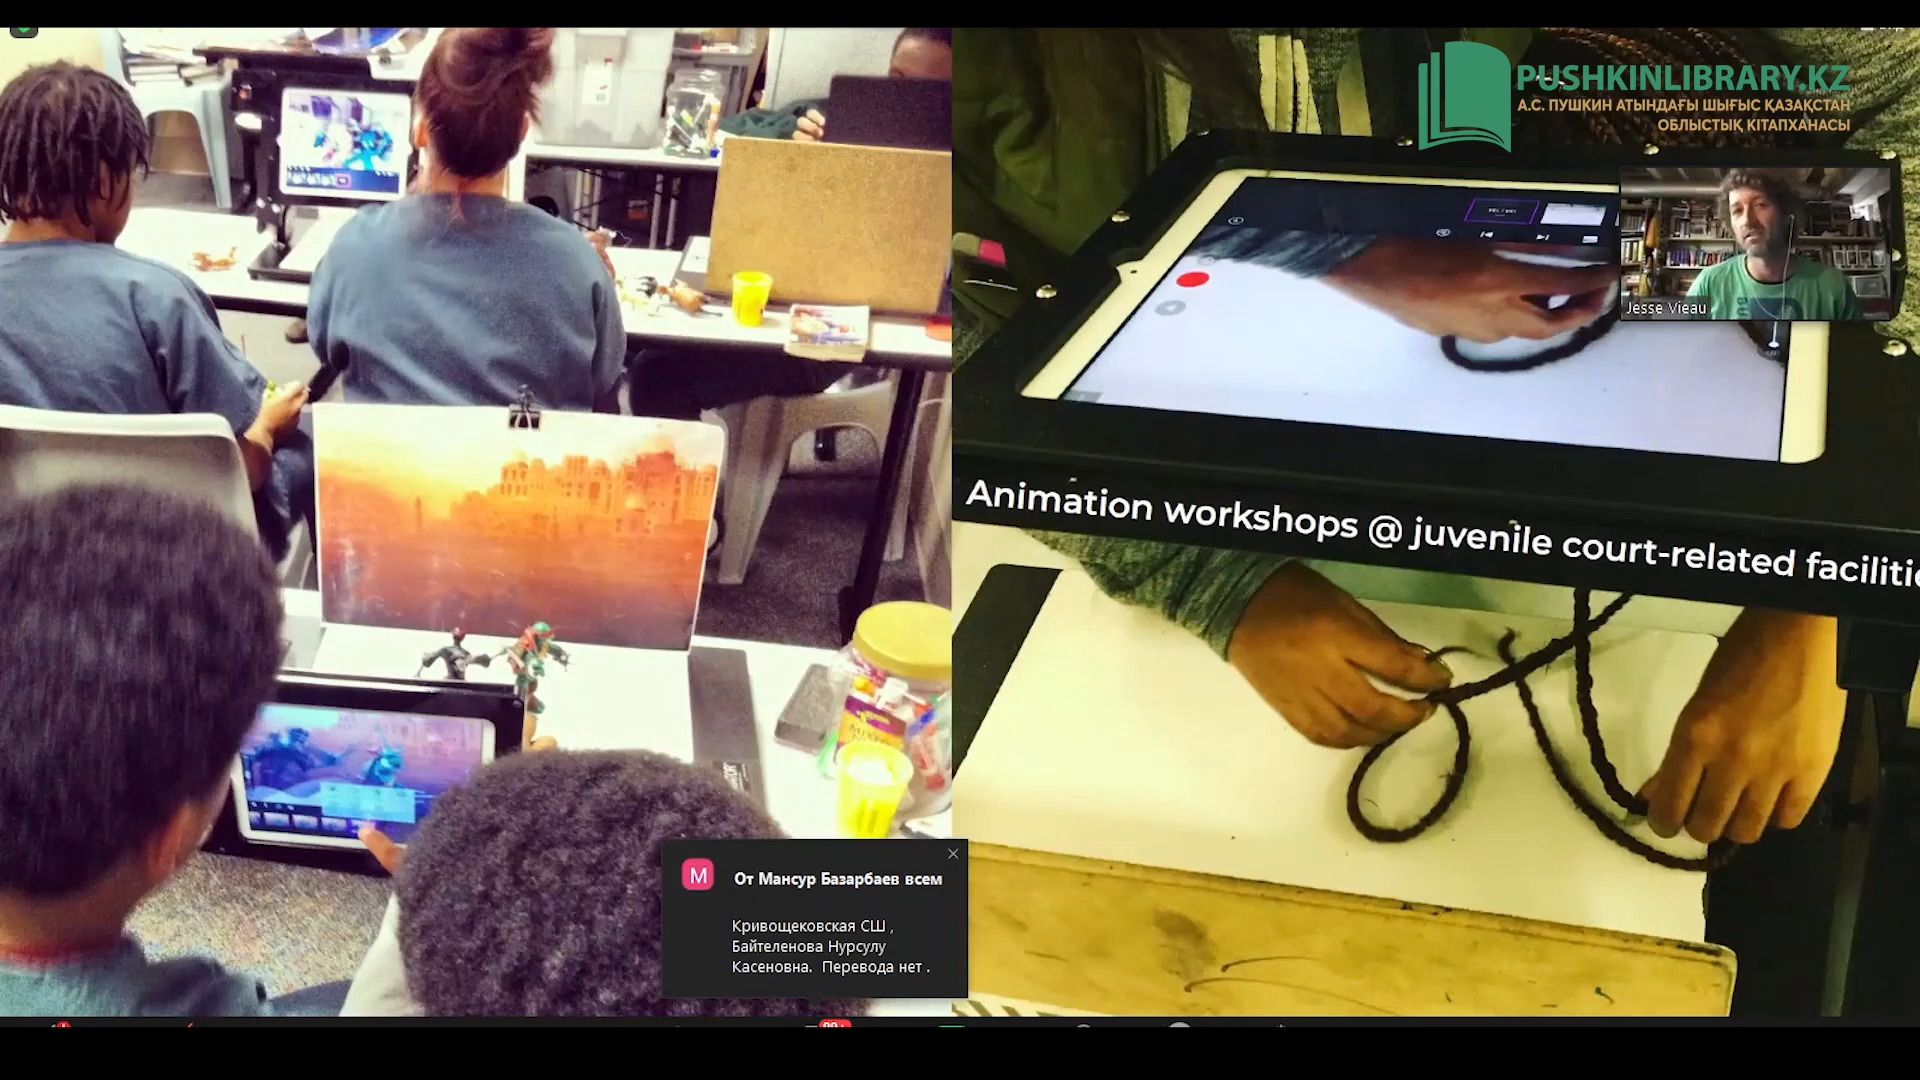 PUSHKINLIBRARY.KZ
А.С. ПУШКИН АТЫНДАҒЫ ШЫҒЫС ҚАЗАҚСТАН
ОБЛЫСТЫҚ КІТАПХАНАСЫ
Jesse Vieau
Animation workshops @ juvenile court-related faciliti
М
От Мансур Базарбаев всем
Кривощековская СШ ,
Байтеленова Нурсулу
Касеновна. Перевода нет .